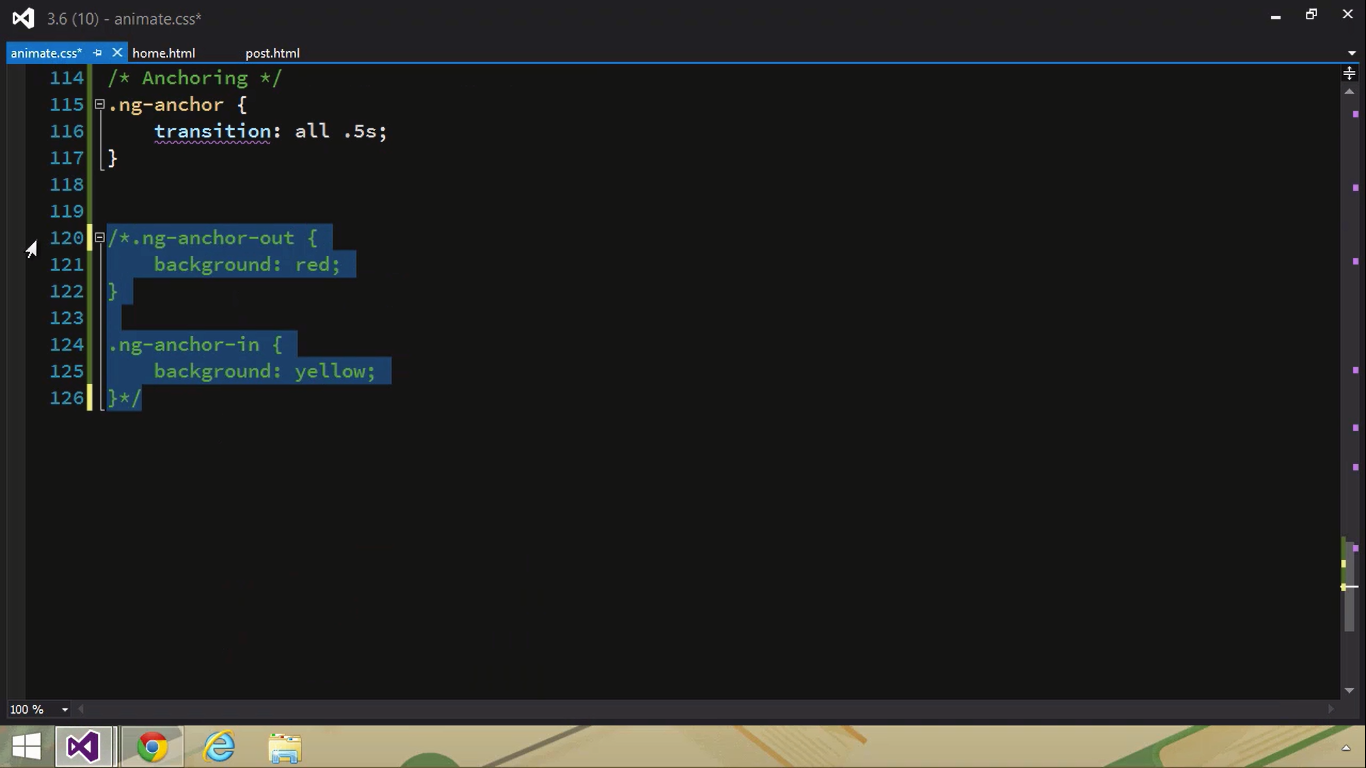 3.6 (10) - animate.css*
animate.css* home.html post.html
114 /* Anchoring */
115 .ng-anchor {
116 transition: all .5s;
117 }
118
119
120 /*.ng-anchor-out {
121 background: red;
122 }
123
124 .ng-anchor-in {
125 background: yellow;
126 }*/
100 %